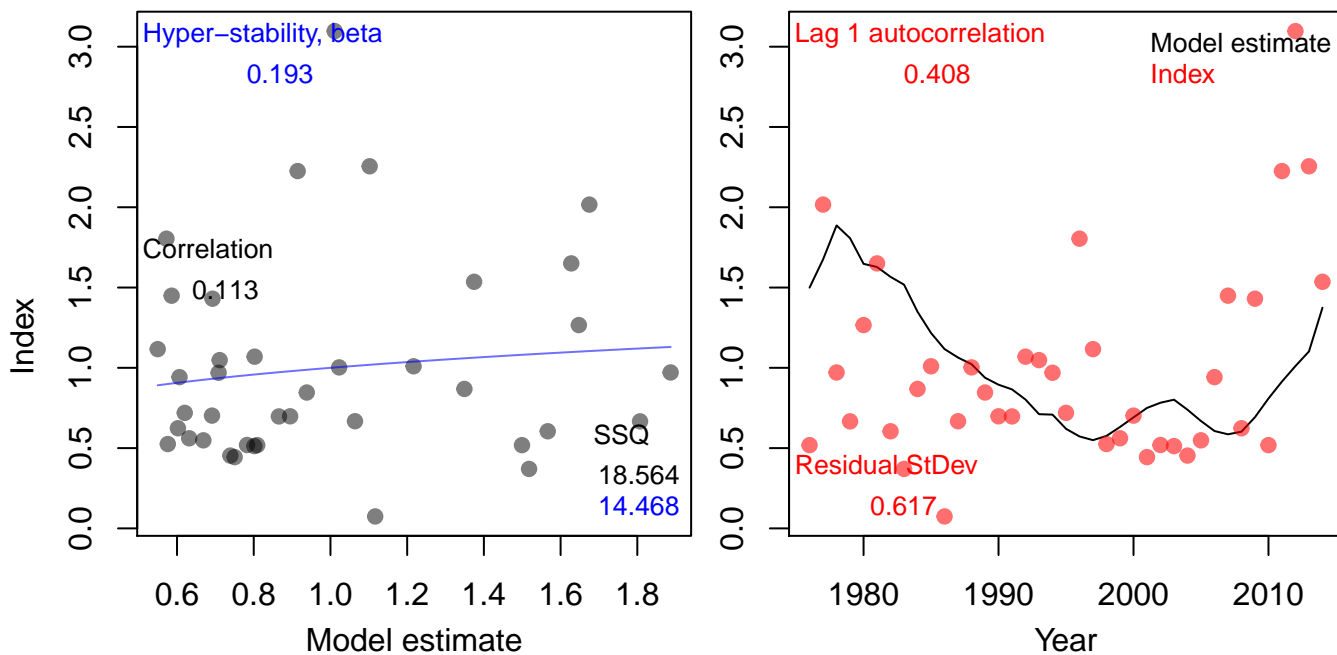 Hyper−stability, beta
0.193
Correlation
0.113
SSQ
18.564
14.468
Index
0.0
0.5
1.0
1.5
2.0
2.5
3.0
0.6 0.8 1.0 1.2 1.4 1.6 1.8
Model estimate
Lag 1 autocorrelation
0.408
Model estimate
Index
Residual StDev
0.617
0.0
0.5
1.0
1.5
2.0
2.5
3.0
1980 1990 2000 2010
Year